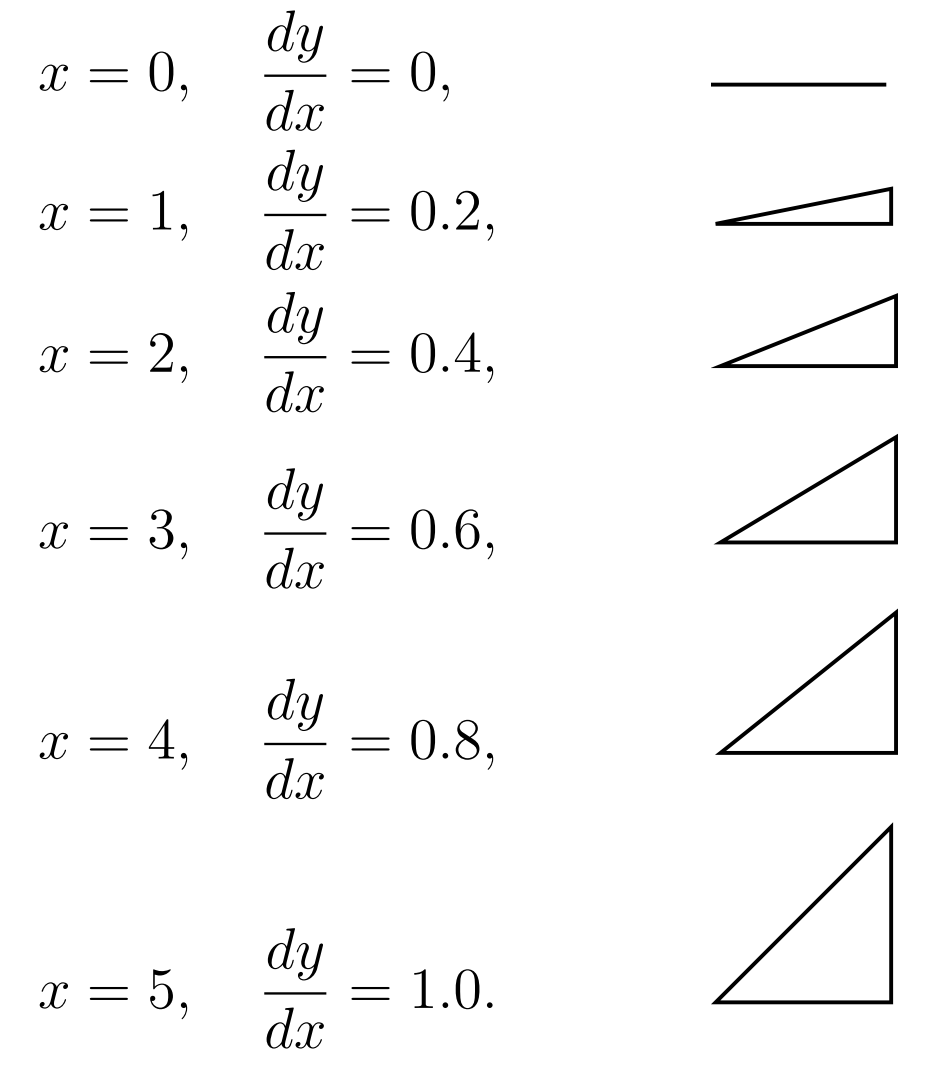 x = 0, dy/dx = 0,
x = 1, dy/dx = 0.2,
x = 2, dy/dx = 0.4,
x = 3, dy/dx = 0.6,
x = 4, dy/dx = 0.8,
x = 5, dy/dx = 1.0.